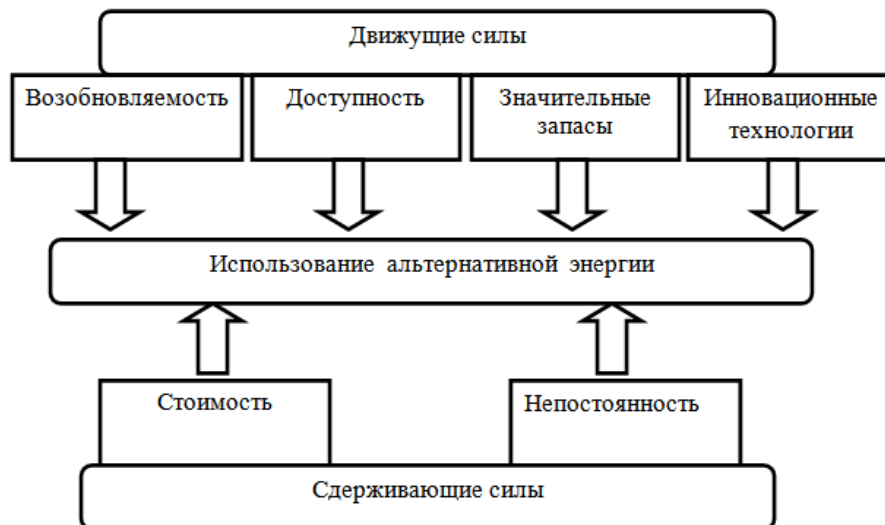 Движущие силы
Возобновляемость
Доступность
Значительные
запасы
Инновационные
технологии
Использование альтернативной энергии
Стоимость
Непостоянность
Сдерживающие силы